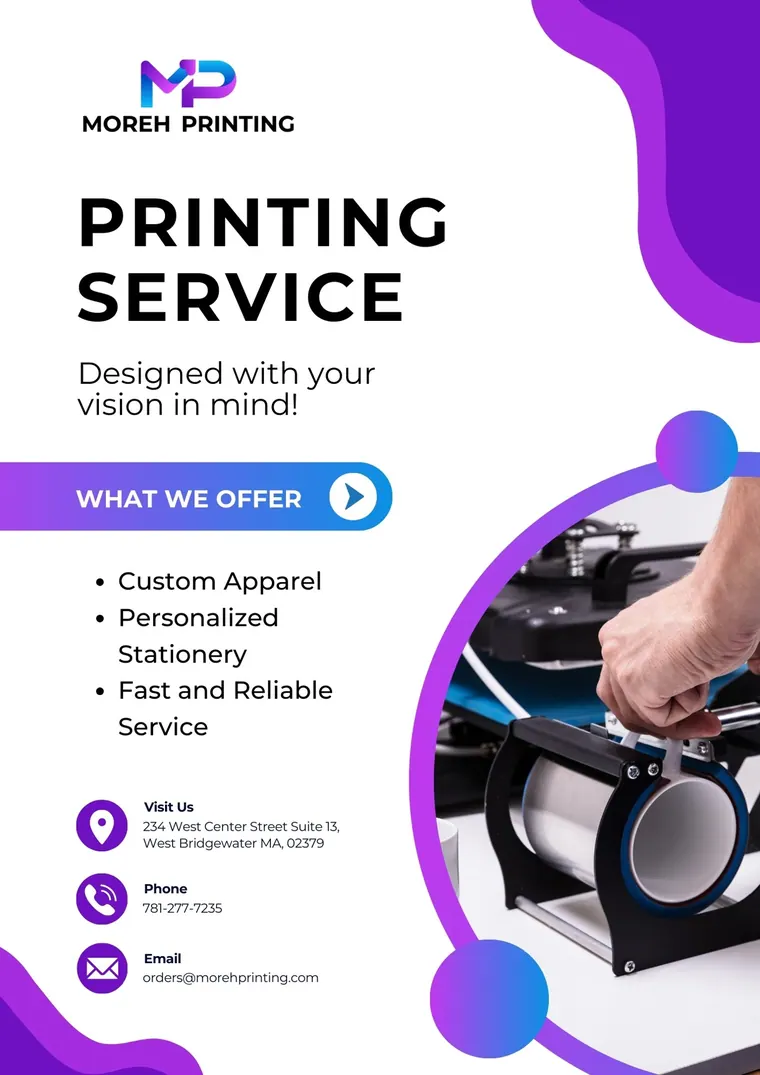 MP
MOREH PRINTING
PRINTING
SERVICE
Designed with your
vision in mind!
WHAT WE OFFER
• Custom Apparel
• Personalized
Stationery
• Fast and Reliable
Service
Visit Us
234 West Center Street Suite 13,
West Bridgewater MA, 02379
Phone
781-277-7235
Email
orders@morehprinting.com